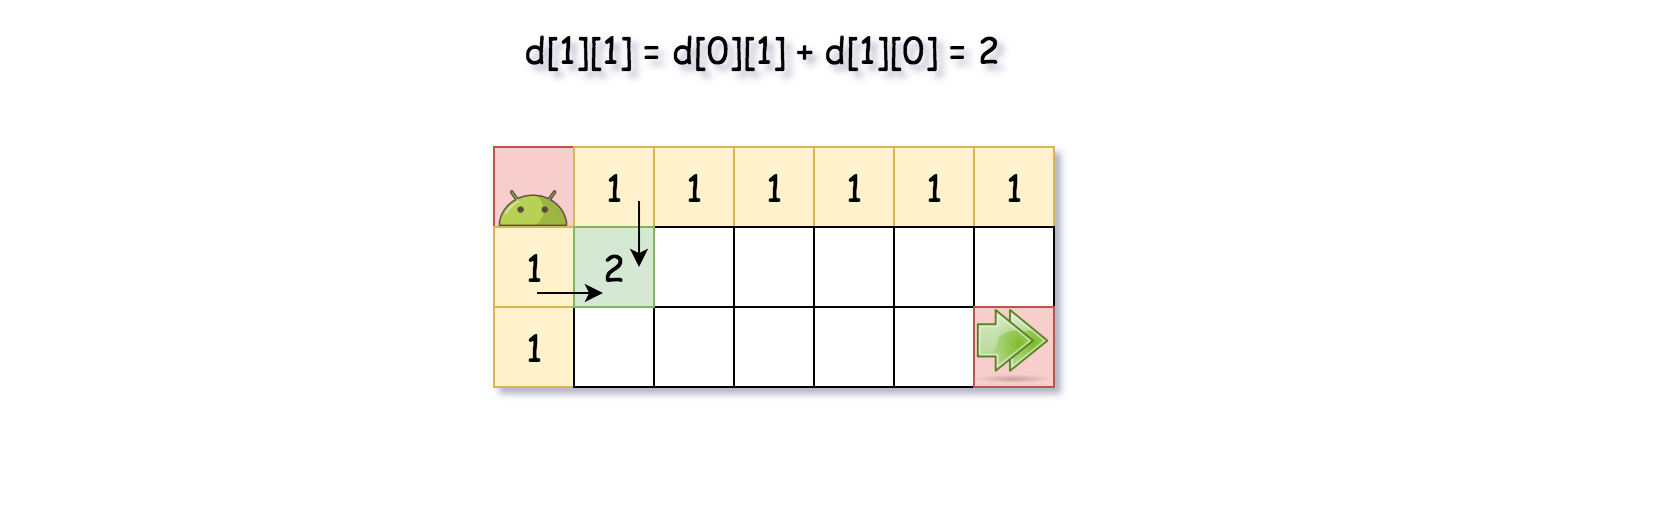 d[1][1] = d[0][1] + d[1][0] = 2
1 1 1 1 1 1
1 2
1